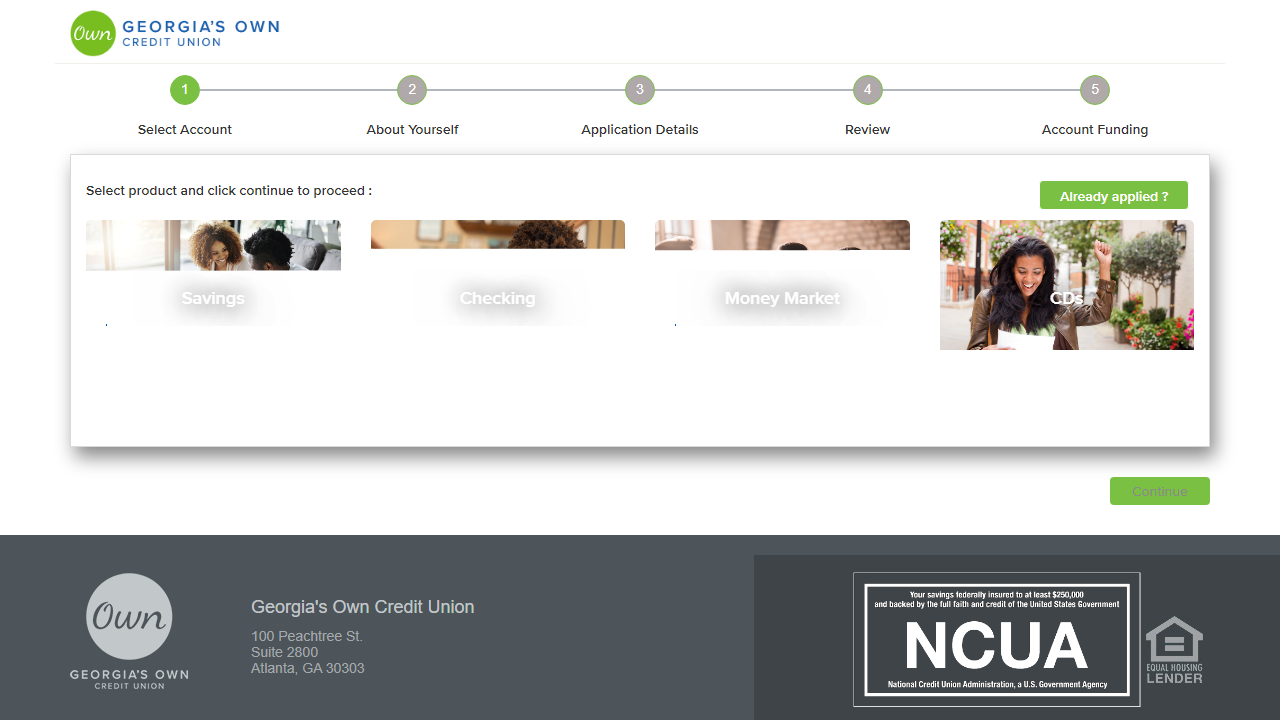 Own GEORGIA'S OWN
CREDIT UNION
1 2 3 4 5
Select Account About Yourself Application Details Review Account Funding
Select product and click continue to proceed :
Already applied ?
Savings Checking Money Market CDs
Continue
Own
GEORGIA'S OWN
CREDIT UNION
Georgia's Own Credit Union
100 Peachtree St.
Suite 2800
Atlanta, GA 30303
Your savings federally insured to at least $250,000
and backed by the full faith and credit of the United States Government
NCUA
National Credit Union Administration, a U.S. Government Agency
EQUAL HOUSING
LENDER